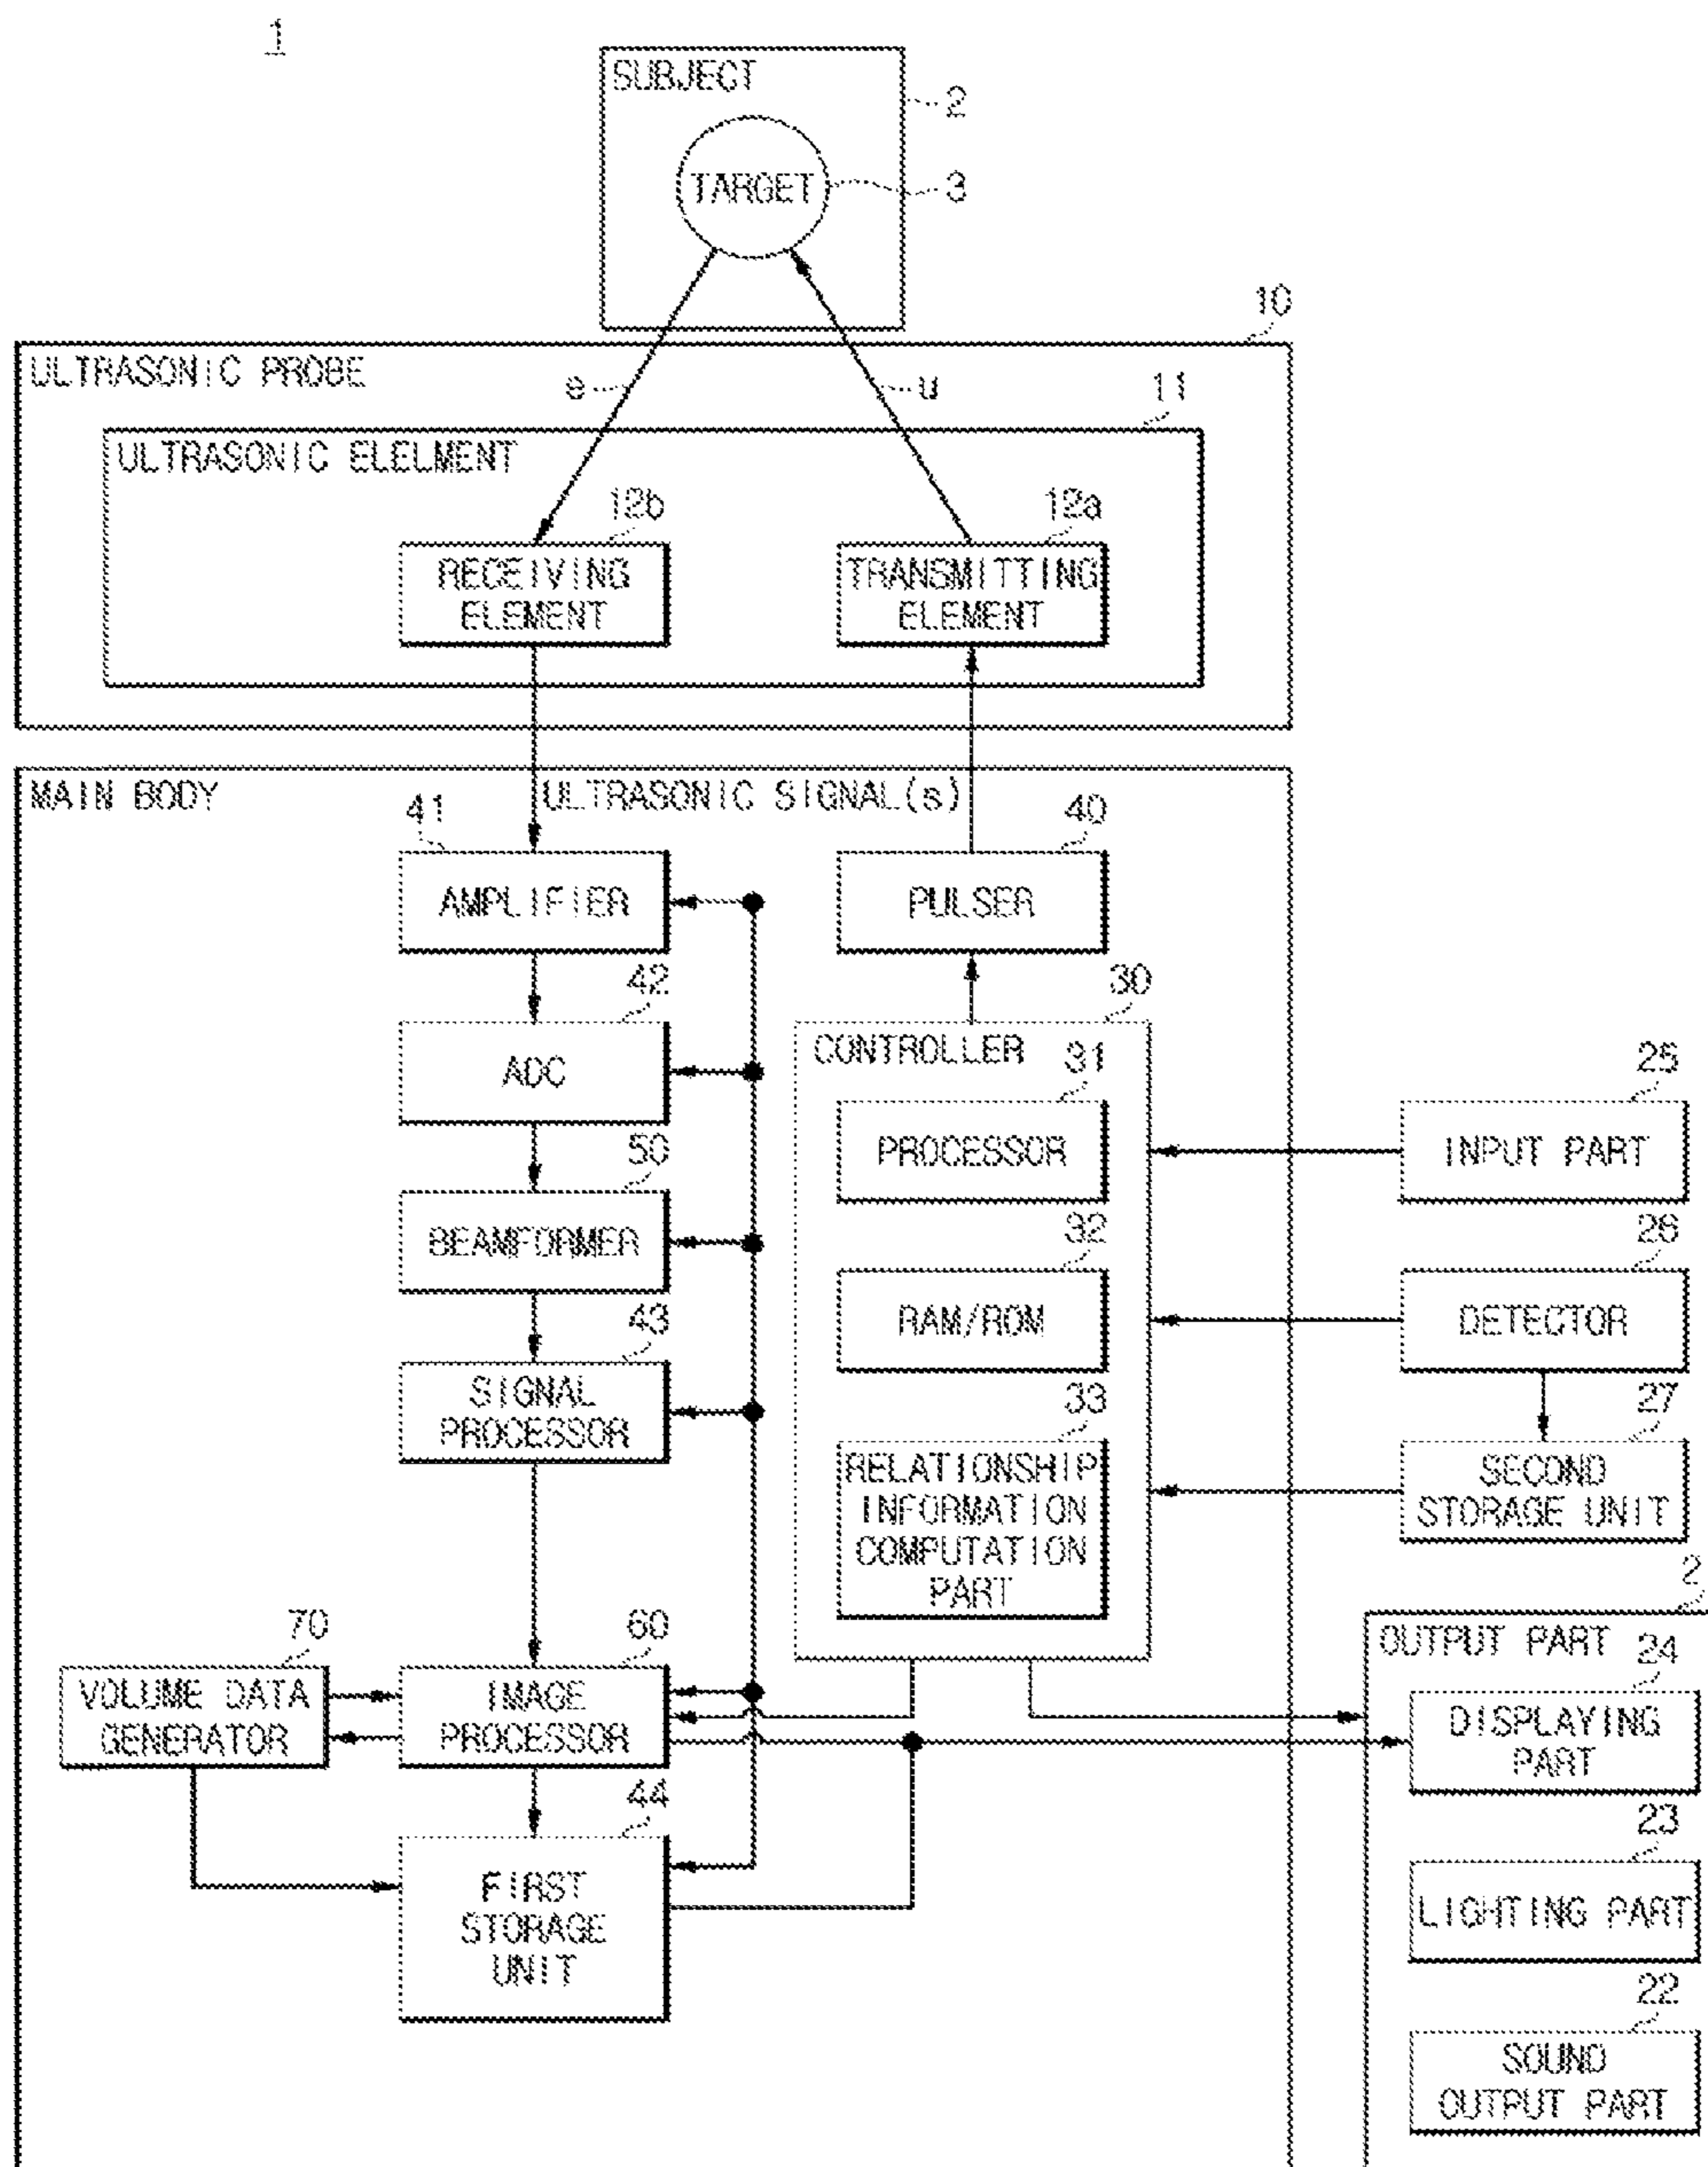 1
SUBJECT
2
TARGET
3
10
ULTRASONIC PROBE
e
u
11
ULTRASONIC ELELMENT
12b
12a
RECEIVING
ELEMENT
TRANSMITTING
ELEMENT
MAIN BODY
ULTRASONIC SIGNAL(s)
41
40
AMPLIFIER
PULSER
42
30
CONTROLLER
ADC
31
25
PROCESSOR
INPUT PART
50
BEAMFORMER
32
26
RAM/ROM
DETECTOR
43
SIGNAL
PROCESSOR
33
27
RELATIONSHIP
INFORMATION
COMPUTATION
PART
SECOND
STORAGE UNIT
2
OUTPUT PART
70
60
24
VOLUME DATA
GENERATOR
IMAGE
PROCESSOR
DISPLAYING
PART
44
FIRST
STORAGE
UNIT
23
LIGHTING PART
22
SOUND
OUTPUT PART